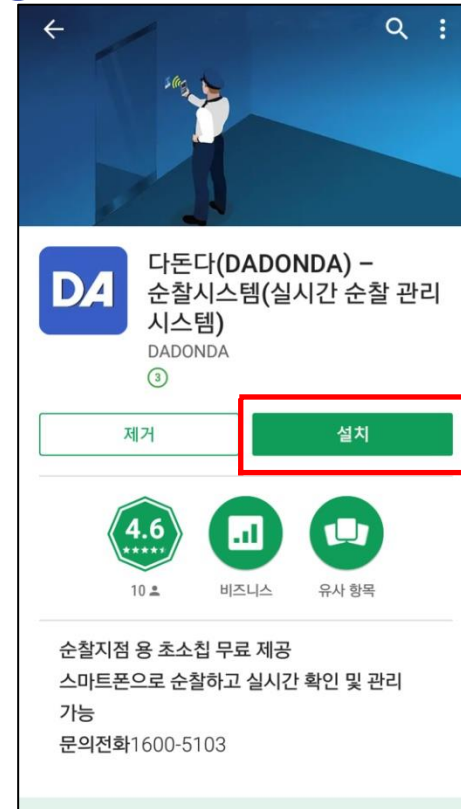 다돈다(DADONDA) –
순찰시스템(실시간 순찰 관리
시스템)
DADONDA
3
DA
제거
설치
4.6
10
비즈니스
유사 항목
순찰지점 용 초소칩 무료 제공
스마트폰으로 순찰하고 실시간 확인 및 관리
가능
문의전화1600-5103